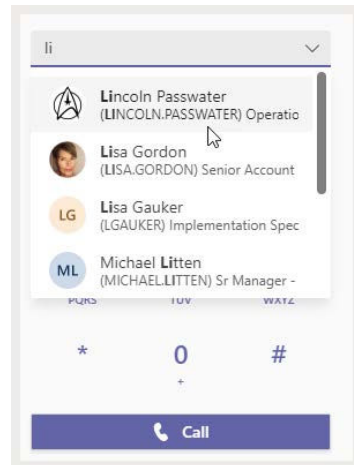 li
Lincoln Passwater
(LINCOLN.PASSWATER) Operatio
Lisa Gordon
(LISA.GORDON) Senior Account
LG
Lisa Gauker
(LGAUKER) Implementation Spec
ML
Michael Litten
(MICHAEL.LITTEN) Sr Manager -
PQRS TUV WXYZ
* 0 #
+
Call